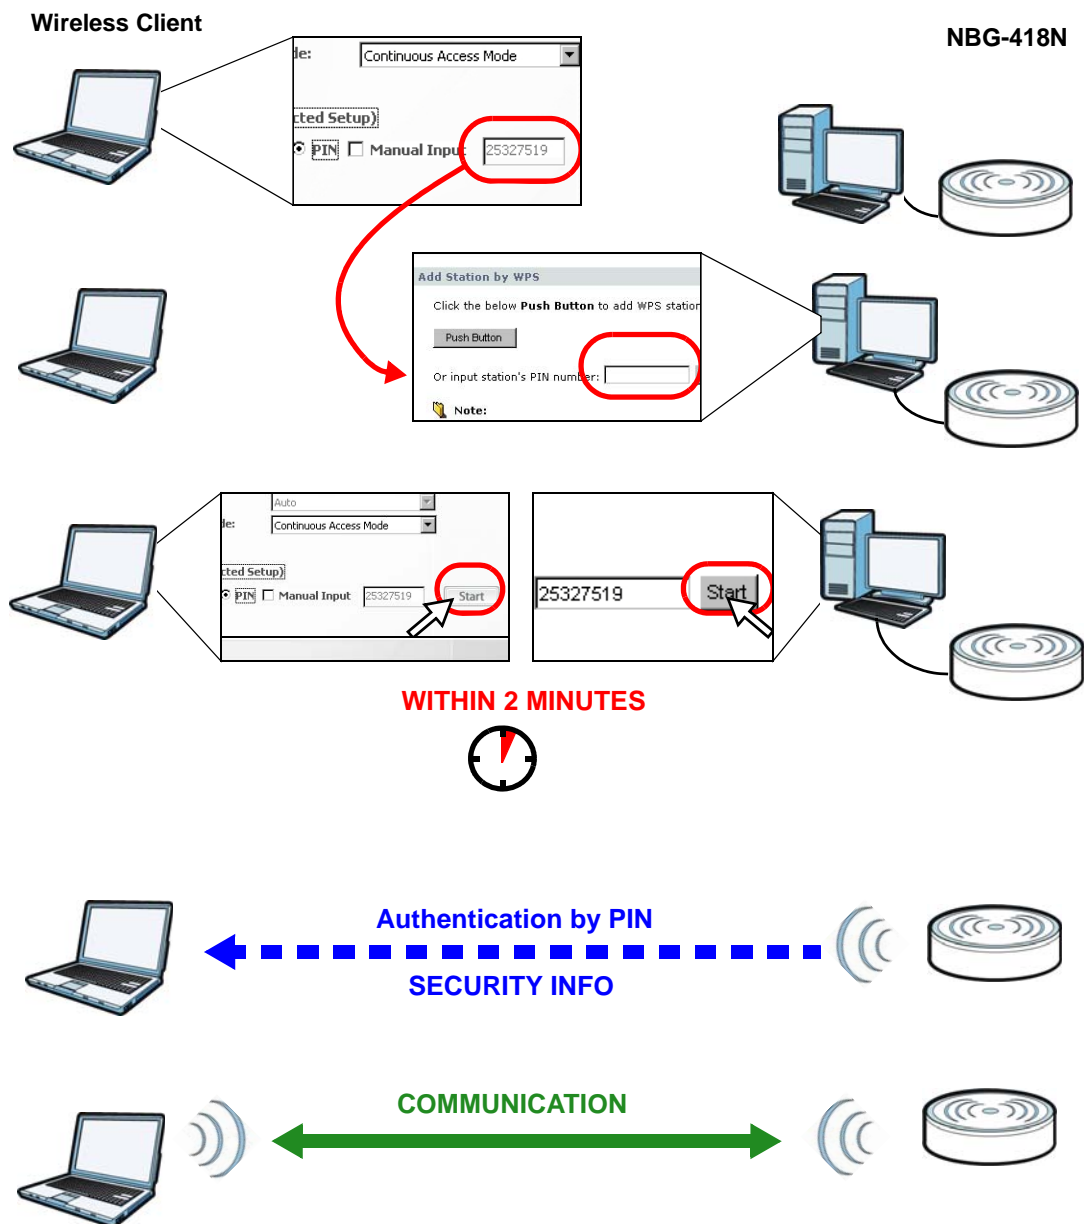 Wireless Client
NBG-418N
de:
Continuous Access Mode
cted Setup)
PIN Manual Input 25327519
Add Station by WPS
Click the below Push Button to add WPS station
Push Button
Or input station's PIN number:
Note:
Auto
de:
Continuous Access Mode
cted Setup)
PIN Manual Input 25327519 Start
25327519 Start
WITHIN 2 MINUTES
Authentication by PIN
SECURITY INFO
COMMUNICATION